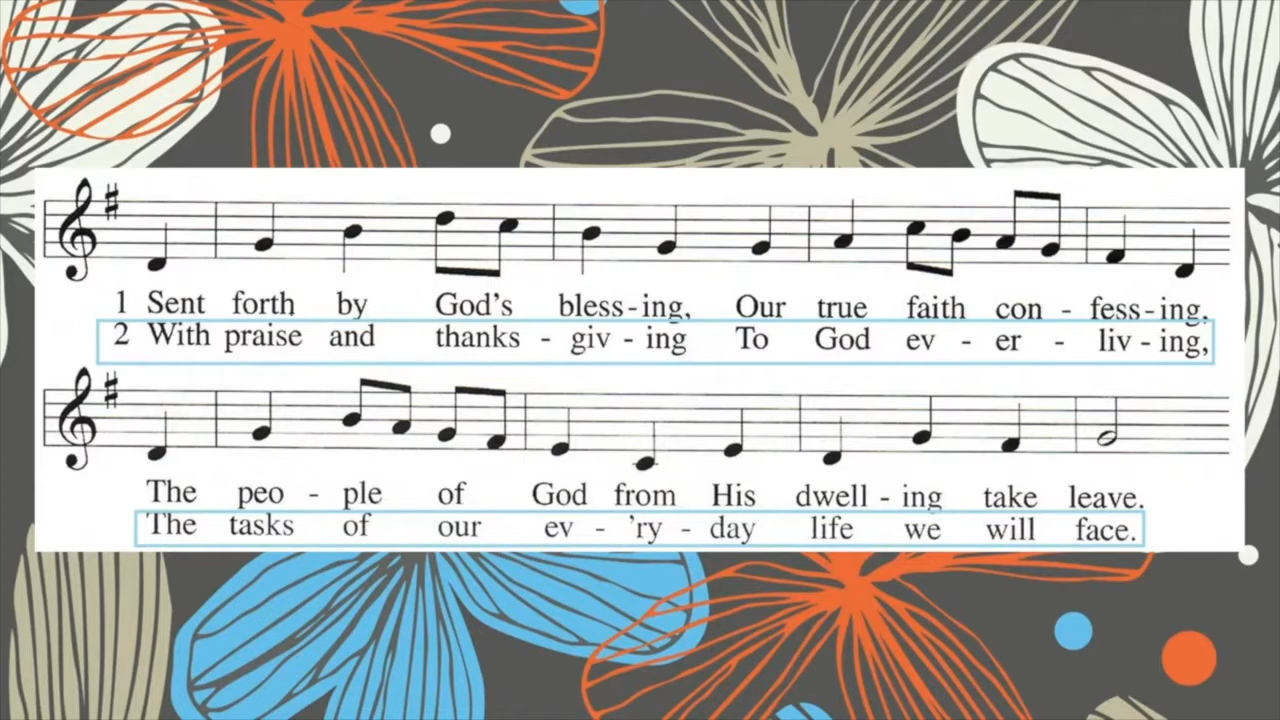 1 Sent forth by God's bless-ing, Our true faith con - fess-ing,
2 With praise and thanks - giv - ing To God ev - er - liv - ing,
The peo - ple of God from His dwell - ing take leave.
The tasks of our ev - 'ry - day life we will face.